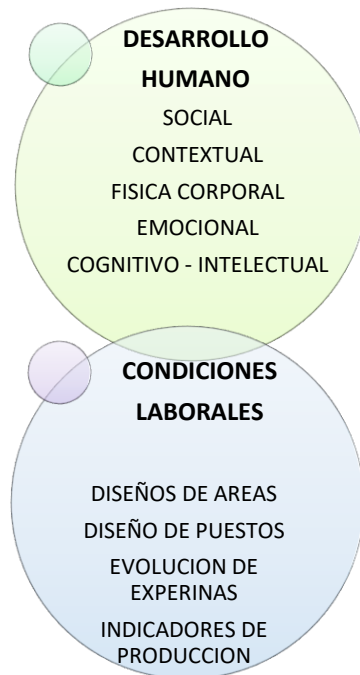 DESARROLLO
HUMANO
SOCIAL
CONTEXTUAL
FISICA CORPORAL
EMOCIONAL
COGNITIVO - INTELECTUAL
CONDICIONES
LABORALES
DISEÑOS DE AREAS
DISEÑO DE PUESTOS
EVOLUCION DE
EXPERINAS
INDICADORES DE
PRODUCCION